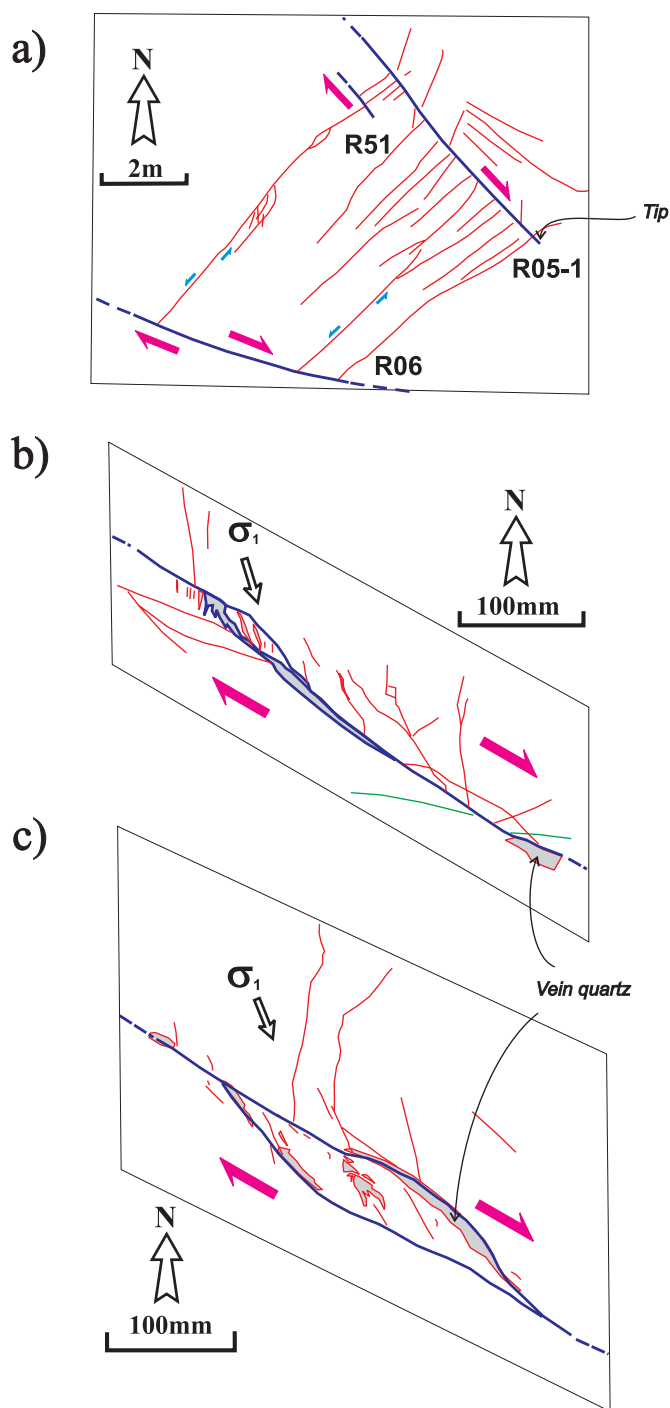 a)
N
2m
R51
Tip
R05-1
R06
b)
N
σ1
100mm
c)
σ1
Vein quartz
N
100mm